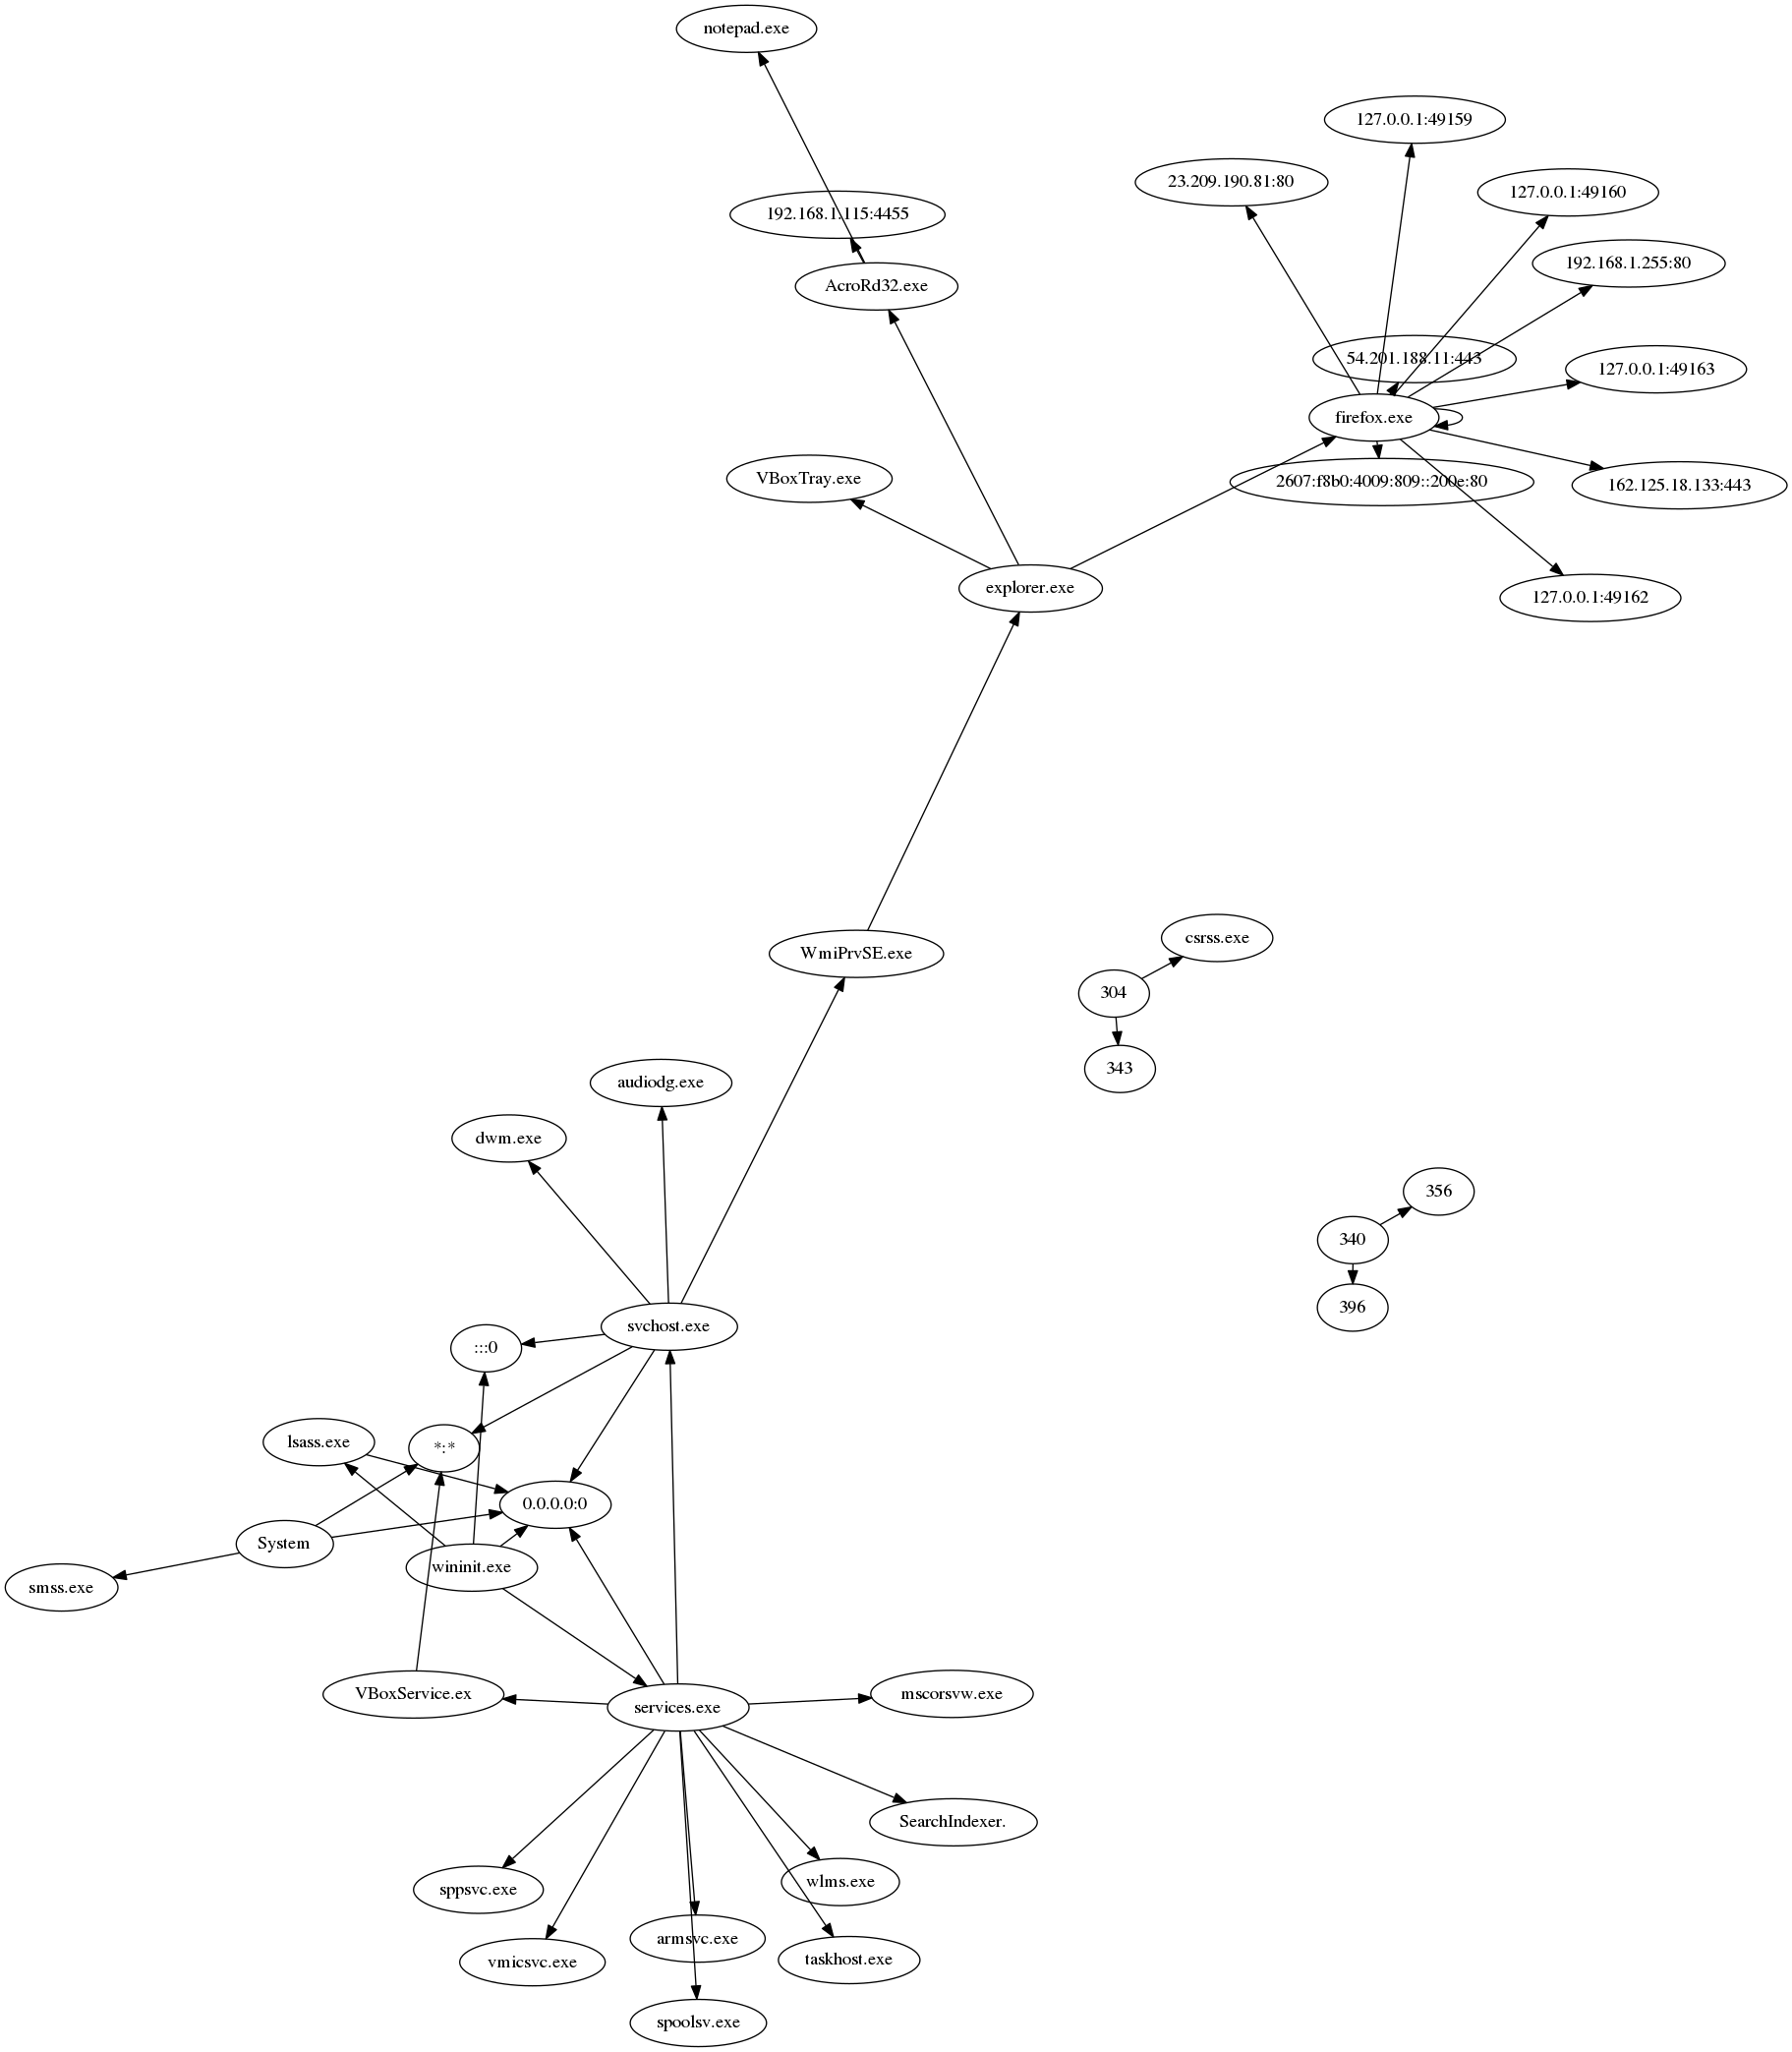 notepad.exe
127.0.0.1:49159
23.209.190.81:80
127.0.0.1:49160
192.168.1.115:4455
192.168.1.255:80
AcroRd32.exe
54.201.188.11:443
127.0.0.1:49163
firefox.exe
VBoxTray.exe
2607:f8b0:4009:809::200e:80
162.125.18.133:443
explorer.exe
127.0.0.1:49162
csrss.exe
WmiPrvSE.exe
304
343
audiodg.exe
dwm.exe
356
340
396
svchost.exe
:::0
lsass.exe
*:*
0.0.0.0:0
System
wininit.exe
smss.exe
VBoxService.ex
mscorsvw.exe
services.exe
SearchIndexer.
wlms.exe
sppsvc.exe
armsvc.exe
taskhost.exe
vmicsvc.exe
spoolsv.exe